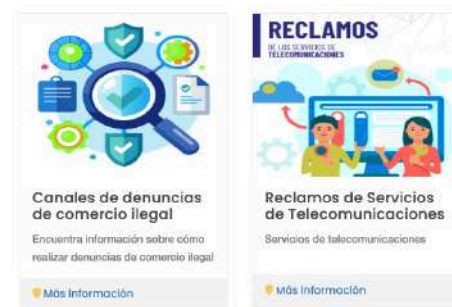 Canales de denuncias
de comercio ilegal
Encuentra información sobre cómo
realizar denuncias de comercio ilegal
Más Información
RECLAMOS
DE LOS SERVICIOS DE
TELECOMUNICACIONES
Reclamos de Servicios
de Telecomunicaciones
Servicios de telecomunicaciones
Más Información